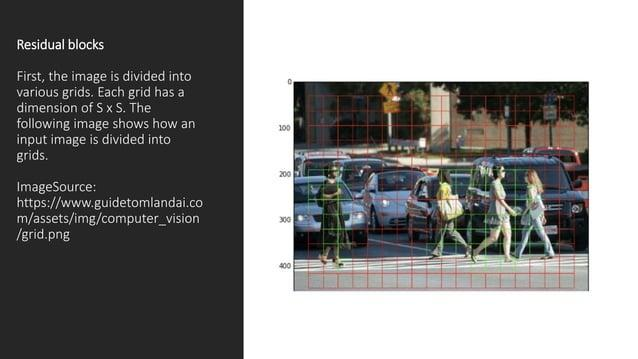 Residual blocks
First, the image is divided into
various grids. Each grid has a
dimension of S x S. The
following image shows how an
input image is divided into
grids.
ImageSource:
https://www.guidetomlandai.co
m/assets/img/computer_vision
/grid.png
0
100
200
300
400